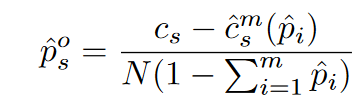 $\hat{p}_s^o = \frac{c_s - \hat{c}_s^m(\hat{p}_i)}{N(1 - \sum_{i=1}^m \hat{p}_i)}$